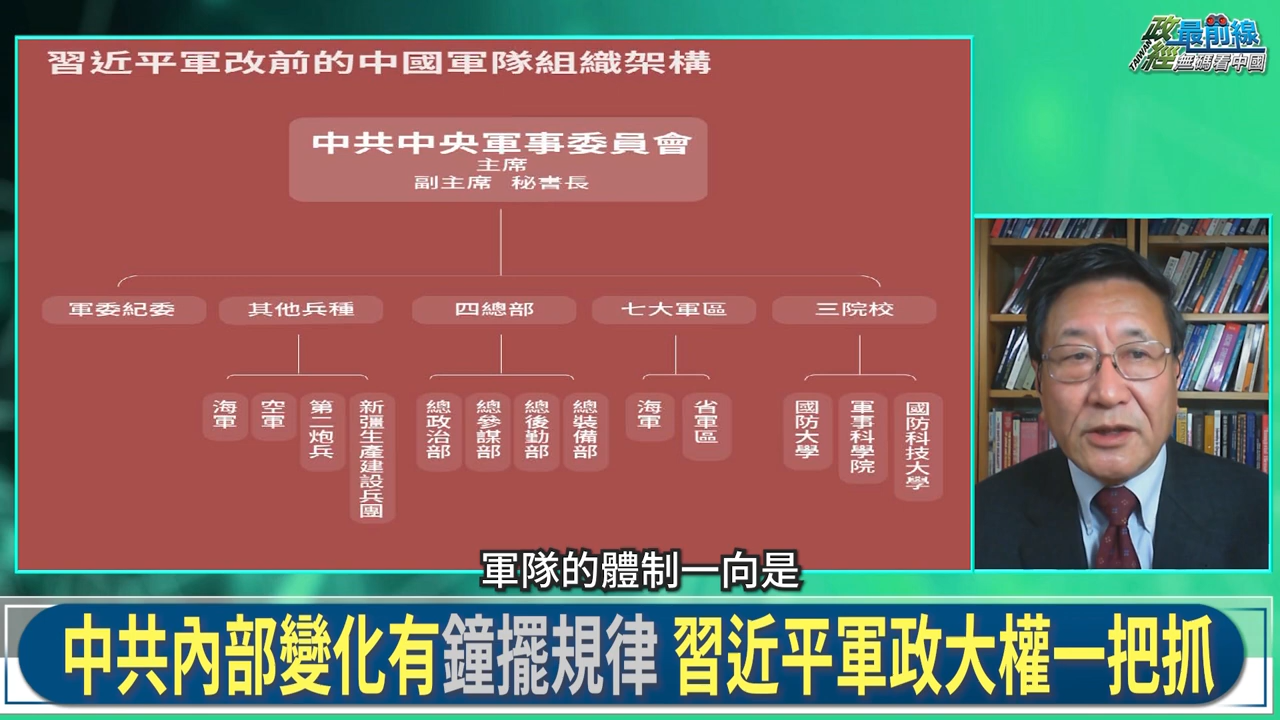 習近平軍改前的中國軍隊組織架構
政經最前線
TAIWAN
無碼看中國
中共中央軍事委員會
主席
副主席 秘書長
軍委紀委
其他兵種
四總部
七大軍區
三院校
海軍
空軍
第二炮兵
新彊生產建設兵團
總政治部
總參謀部
總後勤部
總裝備部
海軍
省軍區
國防大學
軍事科學院
國防科技大學
軍隊的體制一向是
中共內部變化有鐘擺規律 習近平軍政大權一把抓